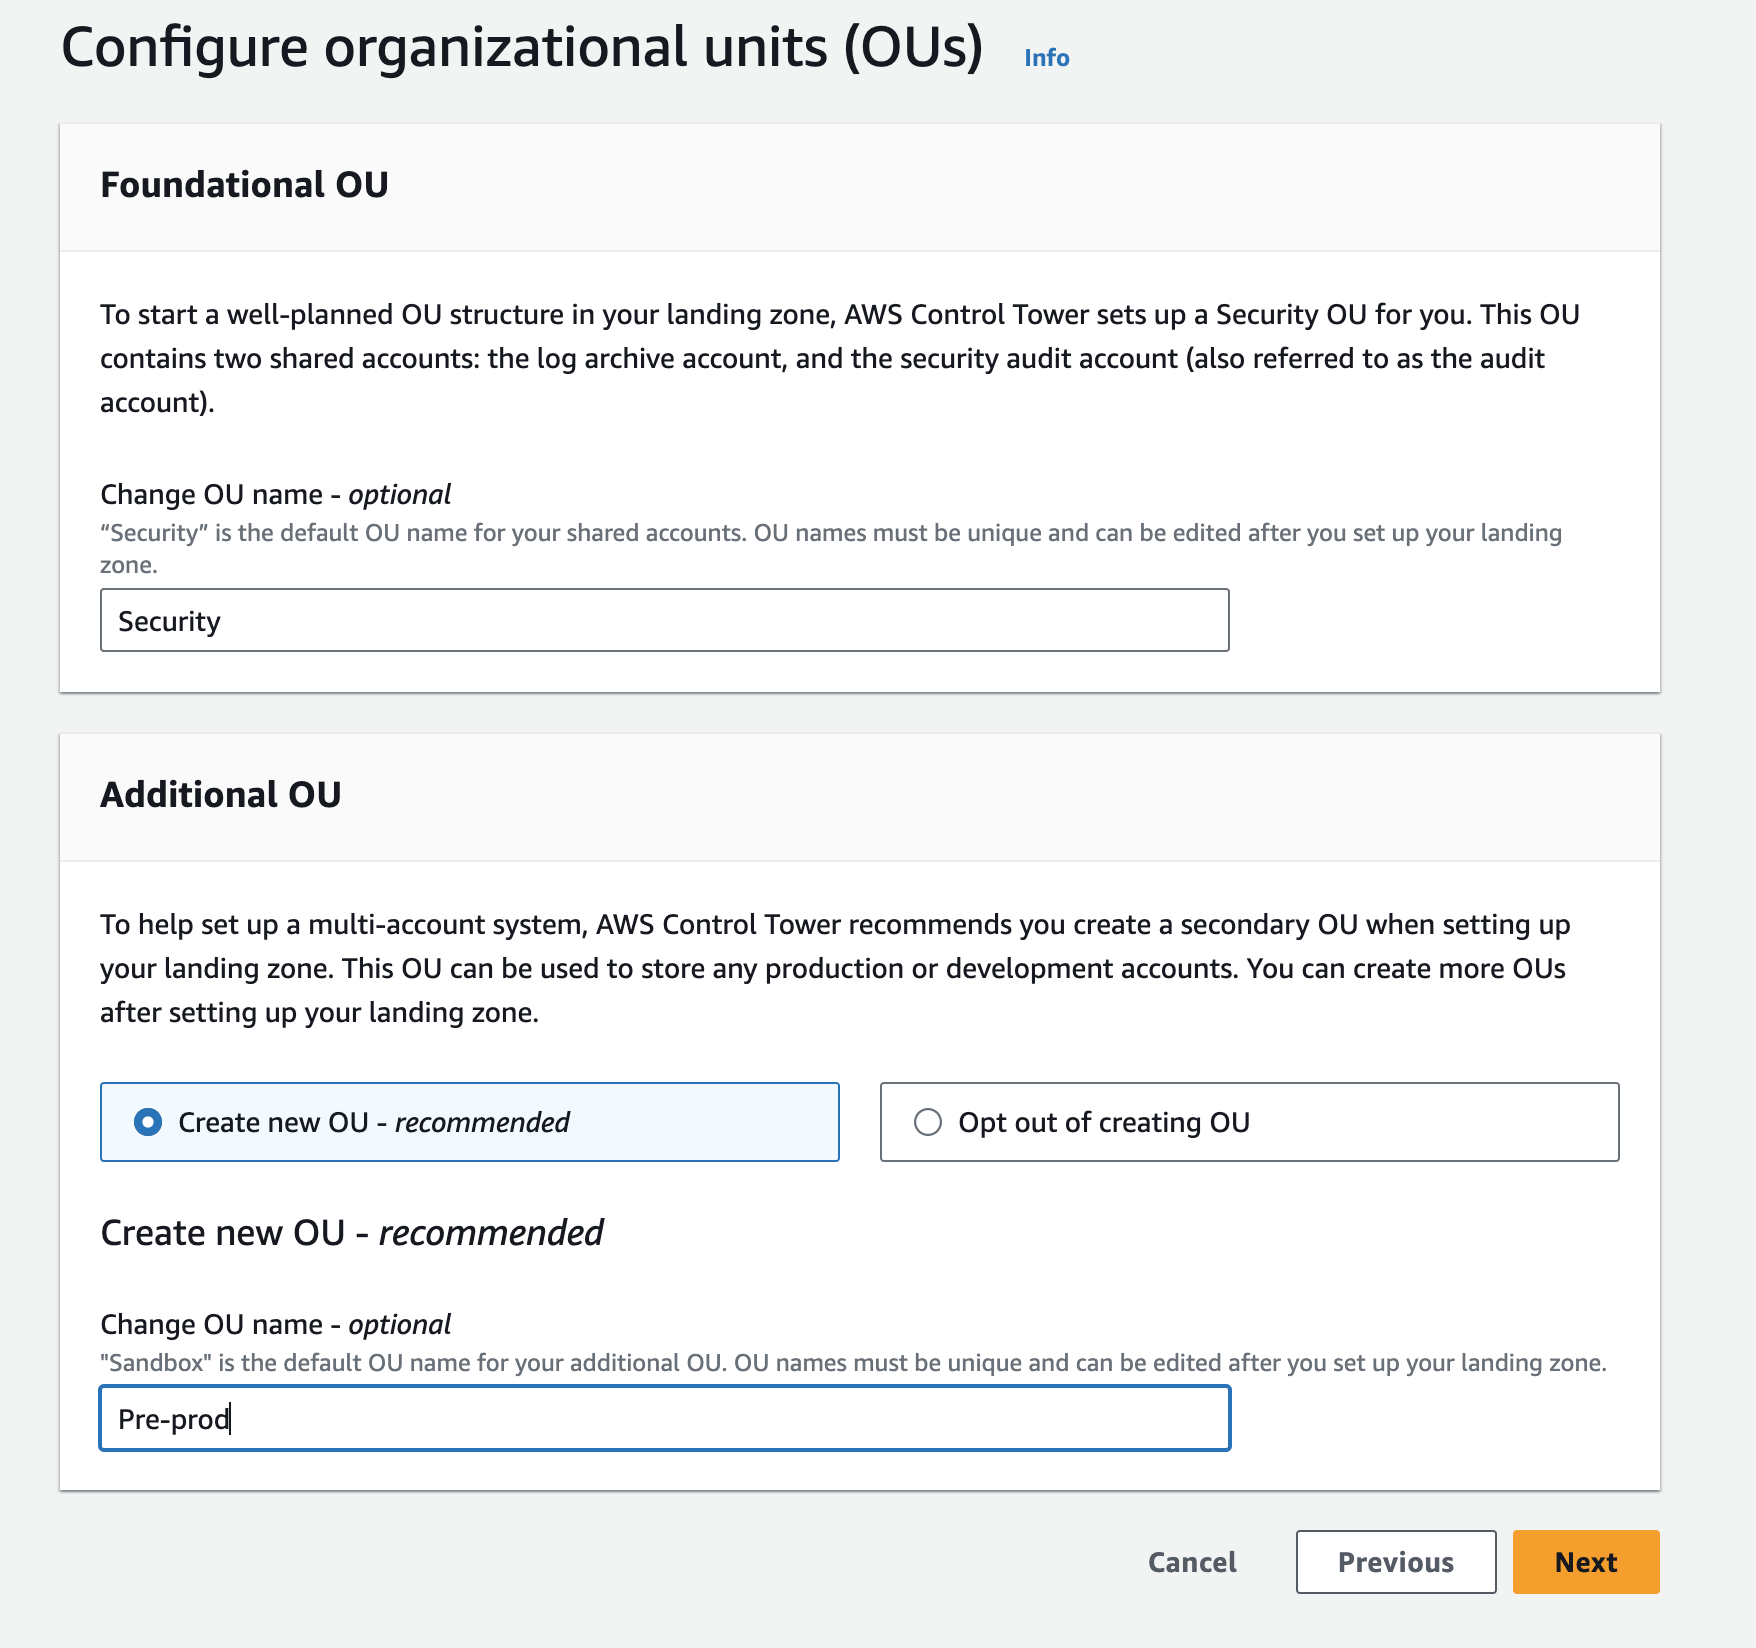 Configure organizational units (OUs) Info
Foundational OU
To start a well-planned OU structure in your landing zone, AWS Control Tower sets up a Security OU for you. This OU
contains two shared accounts: the log archive account, and the security audit account (also referred to as the audit
account).
Change OU name - optional
“Security” is the default OU name for your shared accounts. OU names must be unique and can be edited after you set up your landing
zone.
Security
Additional OU
To help set up a multi-account system, AWS Control Tower recommends you create a secondary OU when setting up
your landing zone. This OU can be used to store any production or development accounts. You can create more OUs
after setting up your landing zone.
Create new OU - recommended
Opt out of creating OU
Create new OU - recommended
Change OU name - optional
"Sandbox" is the default OU name for your additional OU. OU names must be unique and can be edited after you set up your landing zone.
Pre-prod
Cancel Previous Next